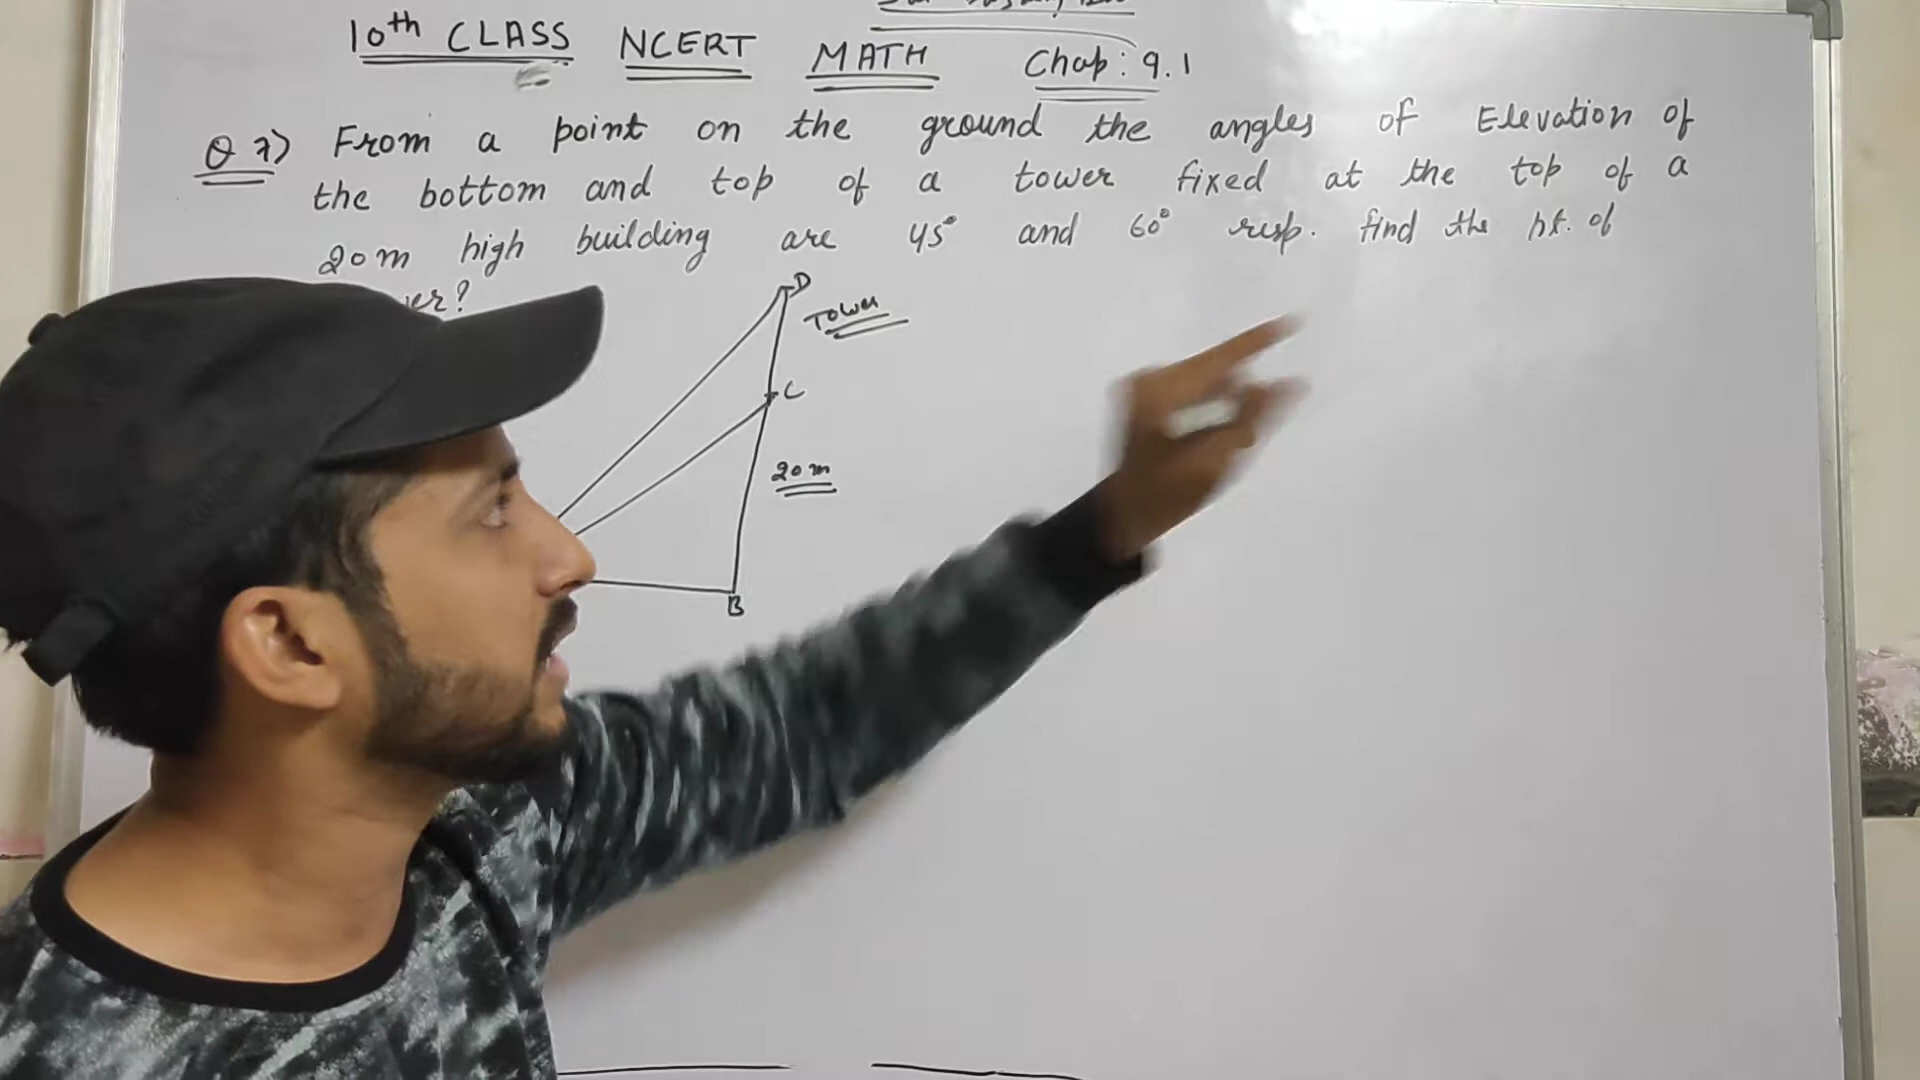 10th CLASS NCERT MATH Chap: 9.1
Q 7) From a point on the ground the angles of Elevation of
the bottom and top of a tower fixed at the top of a
20m high building are 45° and 60° resp. find the ht. of
D
Tower
C
20 m
B